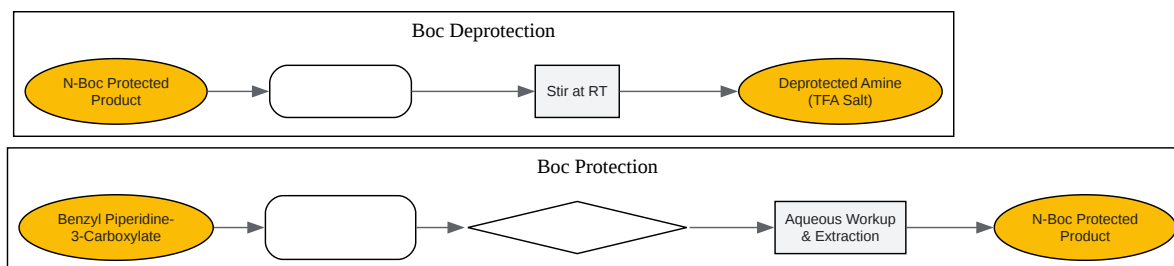 Boc Deprotection
N-Boc Protected
Product
Stir at RT
Deprotected Amine
(TFA Salt)
Boc Protection
Benzyl Piperidine-
3-Carboxylate
Aqueous Workup
& Extraction
N-Boc Protected
Product